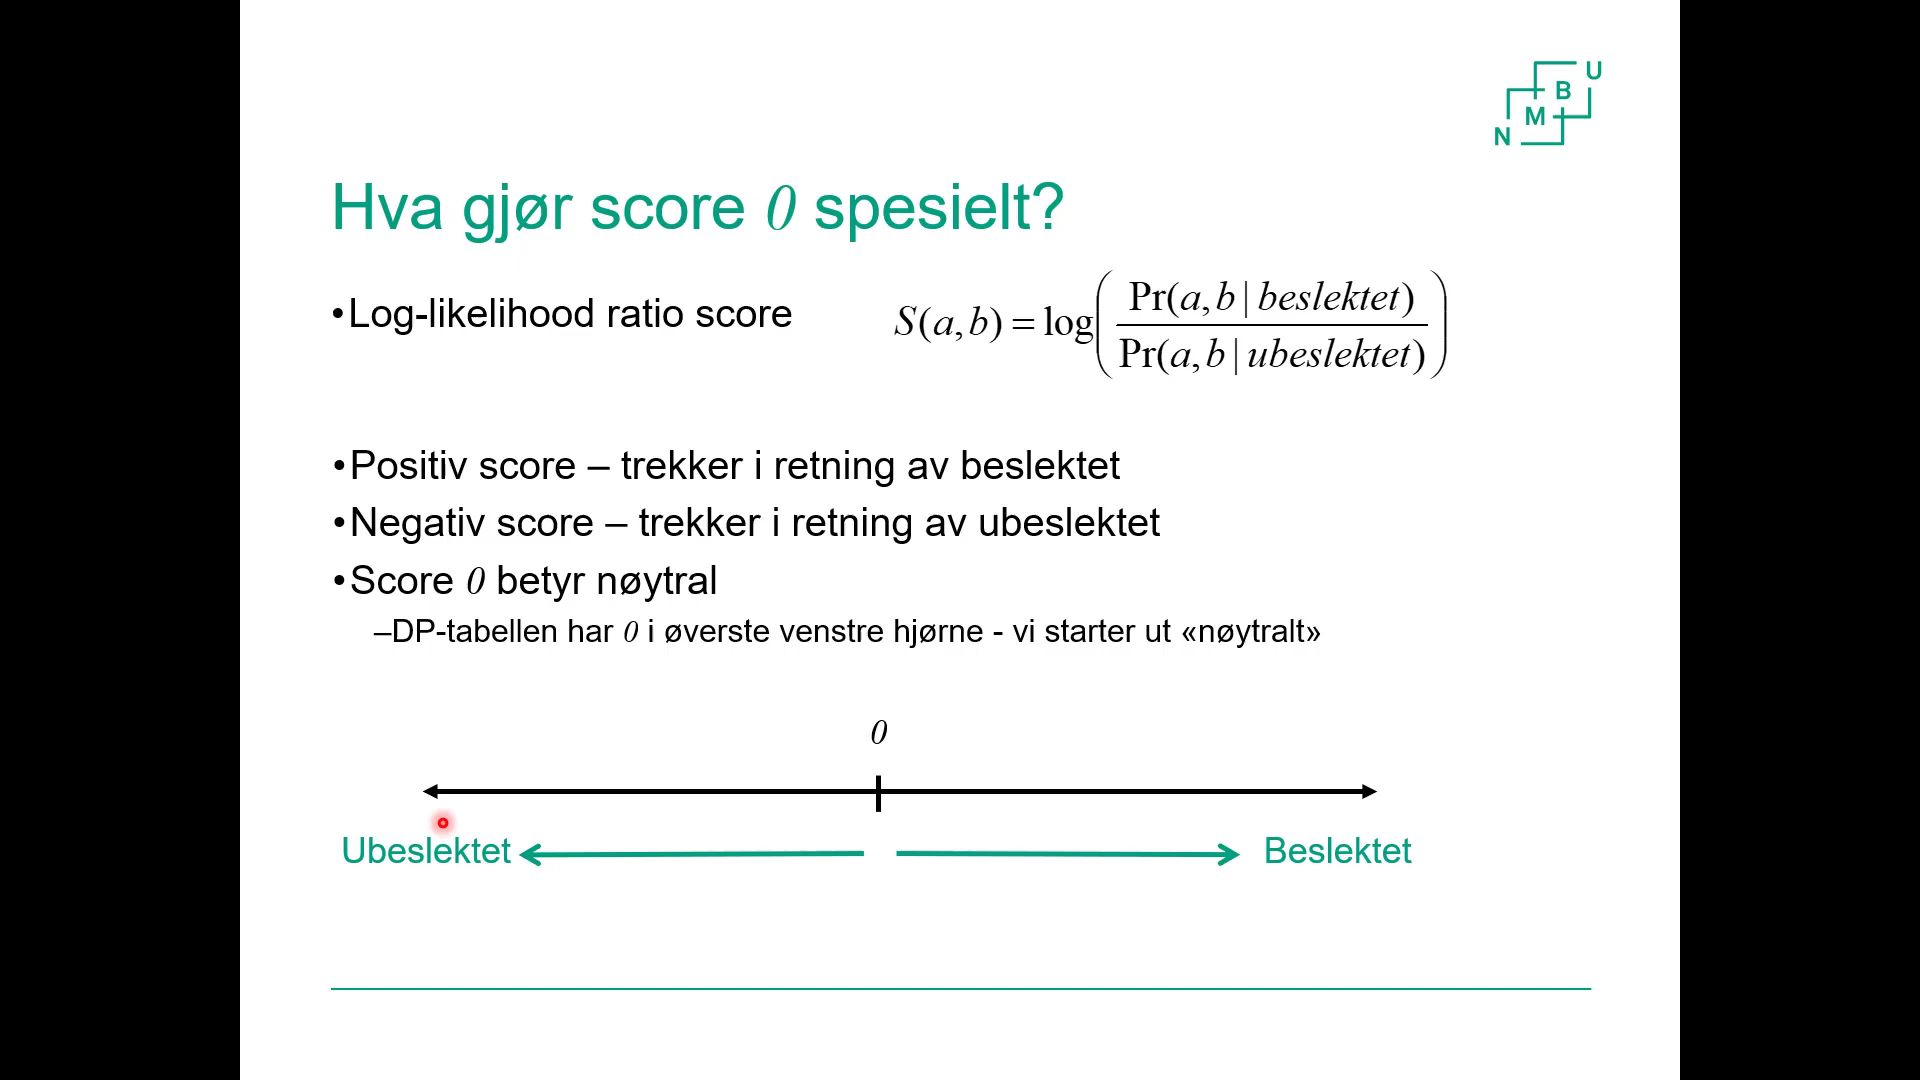 N M B U
Hva gjør score 0 spesielt?
•Log-likelihood ratio score
S(a,b) = log(Pr(a,b | beslektet) / Pr(a,b | ubeslektet))
•Positiv score – trekker i retning av beslektet
•Negativ score – trekker i retning av ubeslektet
•Score 0 betyr nøytral
–DP-tabellen har 0 i øverste venstre hjørne - vi starter ut «nøytralt»
0
Ubeslektet
Beslektet